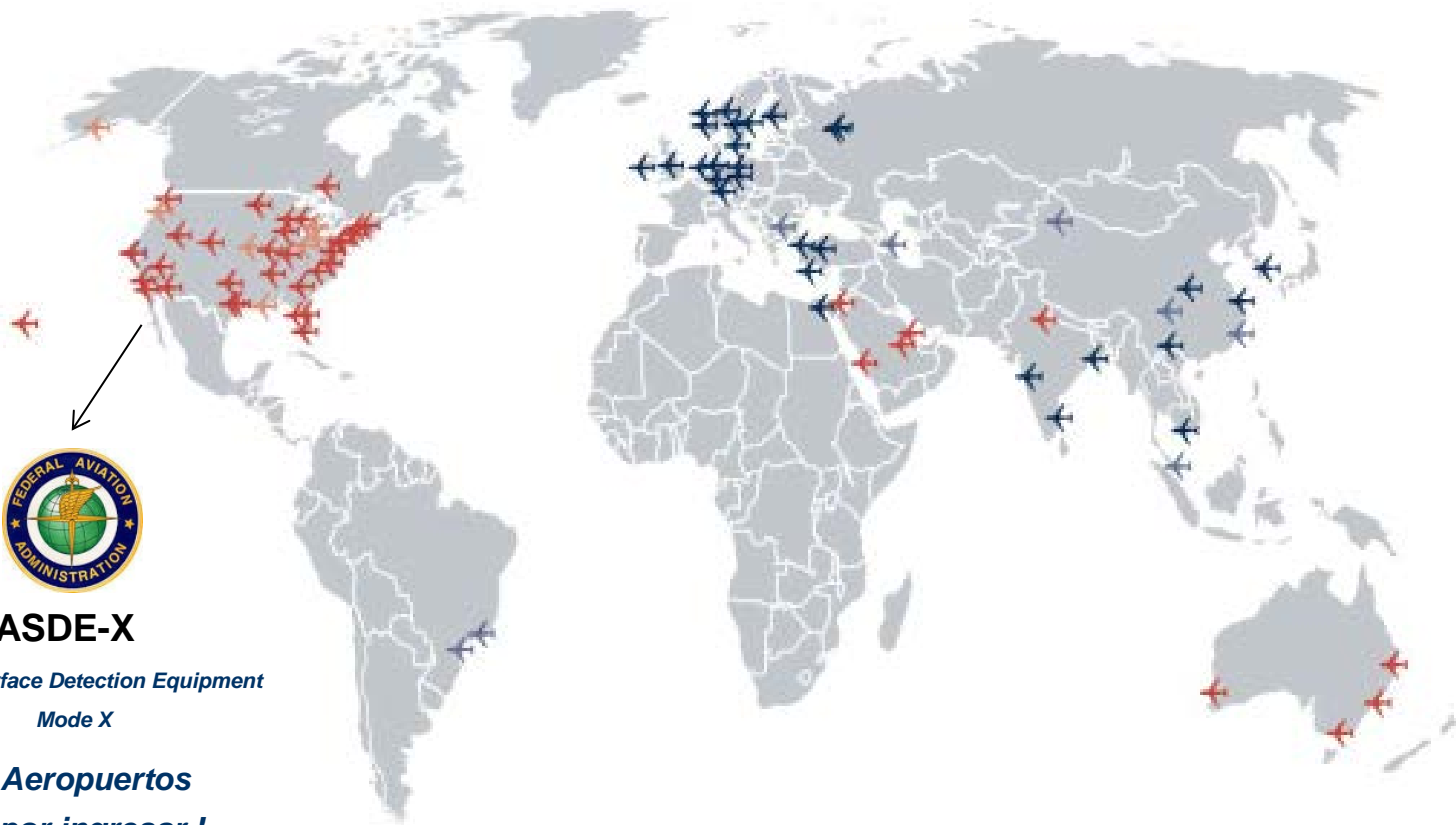 FEDERAL AVIATION
ADMINISTRATION
ASDE-X
face Detection Equipment
Mode X
Aeropuertos